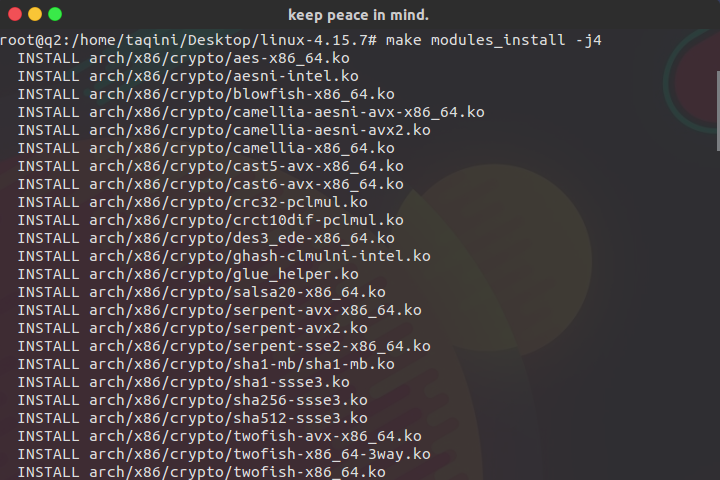 keep peace in mind.
root@q2:/home/taqini/Desktop/linux-4.15.7# make modules_install -j4
INSTALL arch/x86/crypto/aes-x86_64.ko
INSTALL arch/x86/crypto/aesni-intel.ko
INSTALL arch/x86/crypto/blowfish-x86_64.ko
INSTALL arch/x86/crypto/camellia-aesni-avx-x86_64.ko
INSTALL arch/x86/crypto/camellia-aesni-avx2.ko
INSTALL arch/x86/crypto/camellia-x86_64.ko
INSTALL arch/x86/crypto/cast5-avx-x86_64.ko
INSTALL arch/x86/crypto/cast6-avx-x86_64.ko
INSTALL arch/x86/crypto/crc32-pclmul.ko
INSTALL arch/x86/crypto/crct10dif-pclmul.ko
INSTALL arch/x86/crypto/des3_ede-x86_64.ko
INSTALL arch/x86/crypto/ghash-clmulni-intel.ko
INSTALL arch/x86/crypto/glue_helper.ko
INSTALL arch/x86/crypto/salsa20-x86_64.ko
INSTALL arch/x86/crypto/serpent-avx-x86_64.ko
INSTALL arch/x86/crypto/serpent-avx2.ko
INSTALL arch/x86/crypto/serpent-sse2-x86_64.ko
INSTALL arch/x86/crypto/sha1-mb/sha1-mb.ko
INSTALL arch/x86/crypto/sha1-ssse3.ko
INSTALL arch/x86/crypto/sha256-ssse3.ko
INSTALL arch/x86/crypto/sha512-ssse3.ko
INSTALL arch/x86/crypto/twofish-avx-x86_64.ko
INSTALL arch/x86/crypto/twofish-x86_64-3way.ko
INSTALL arch/x86/crypto/twofish-x86_64.ko